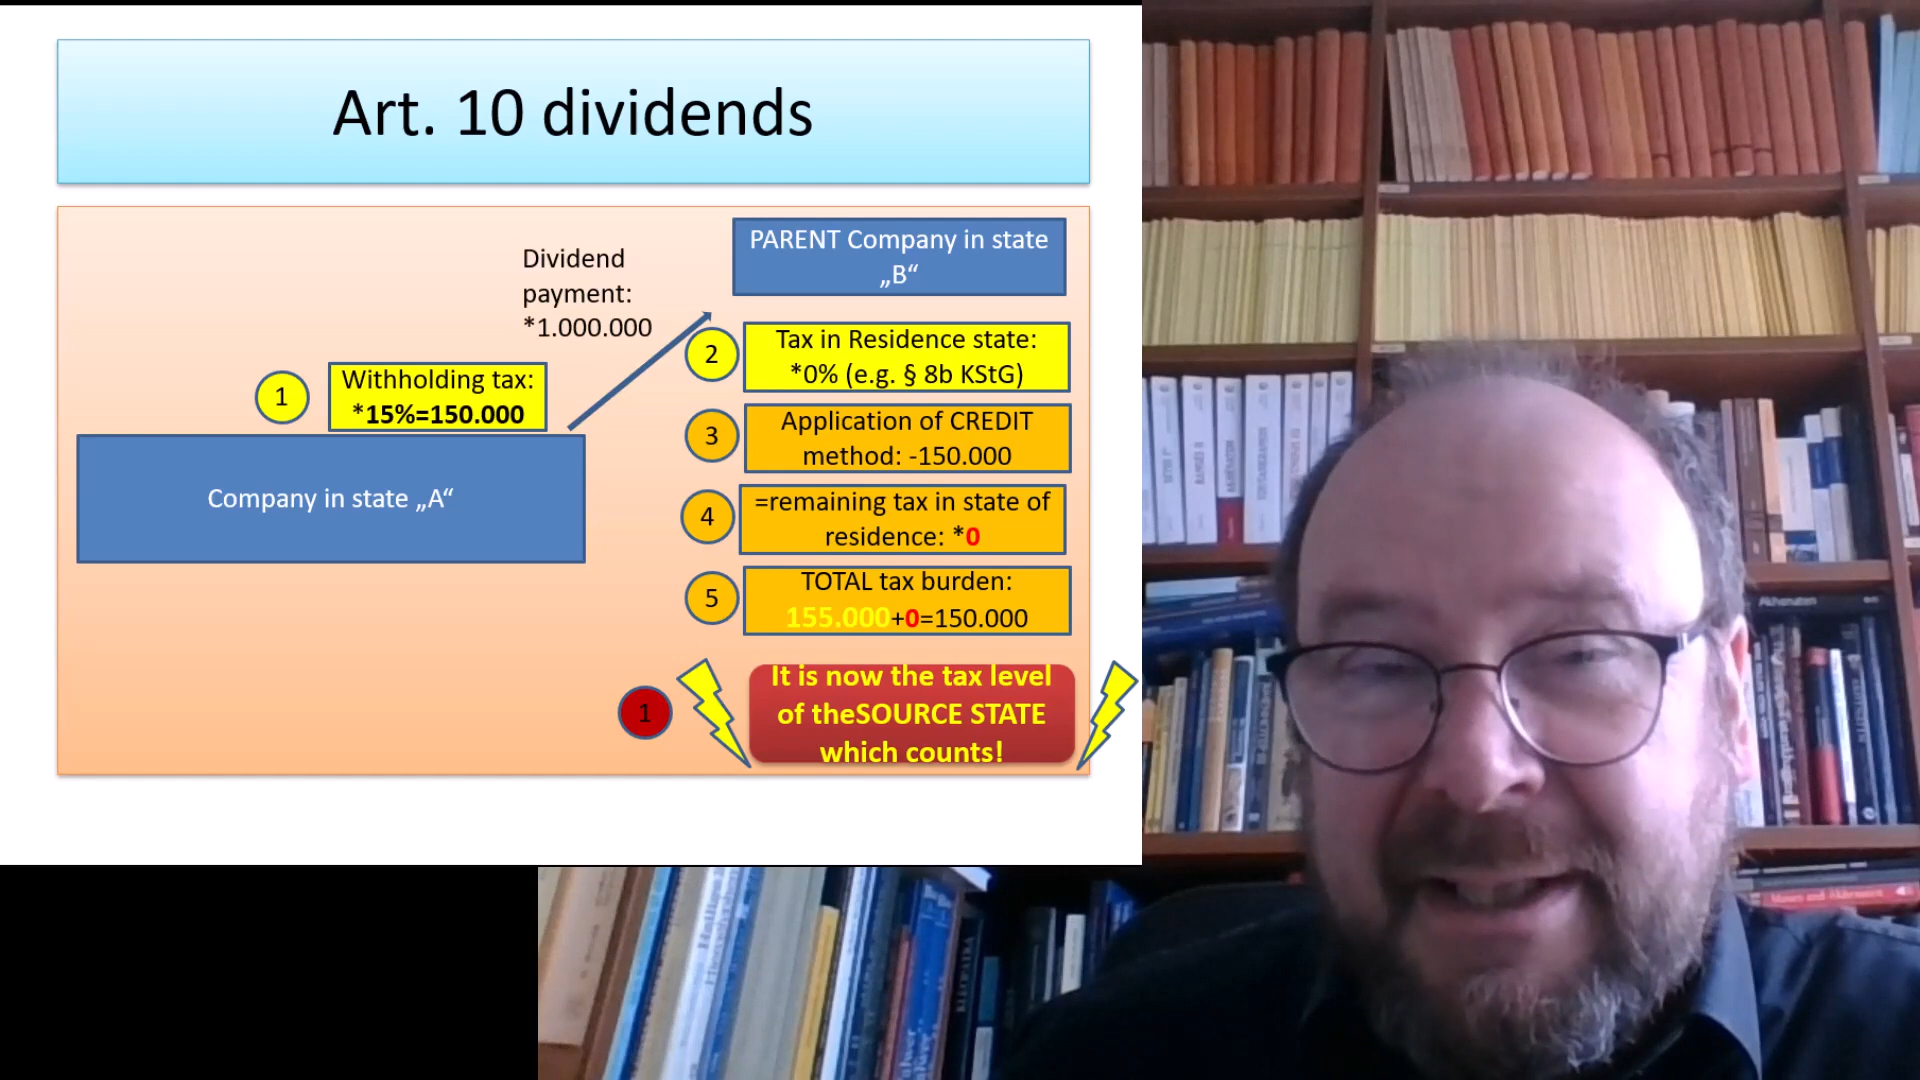 Art. 10 dividends
Dividend
payment:
*1.000.000
PARENT Company in state
„B“
1
Withholding tax:
*15%=150.000
Company in state „A“
2
Tax in Residence state:
*0% (e.g. § 8b KStG)
3
Application of CREDIT
method: -150.000
4
=remaining tax in state of
residence: *0
5
TOTAL tax burden:
155.000+0=150.000
1
It is now the tax level
of theSOURCE STATE
which counts!
Akhenaten
KLEOPATRA